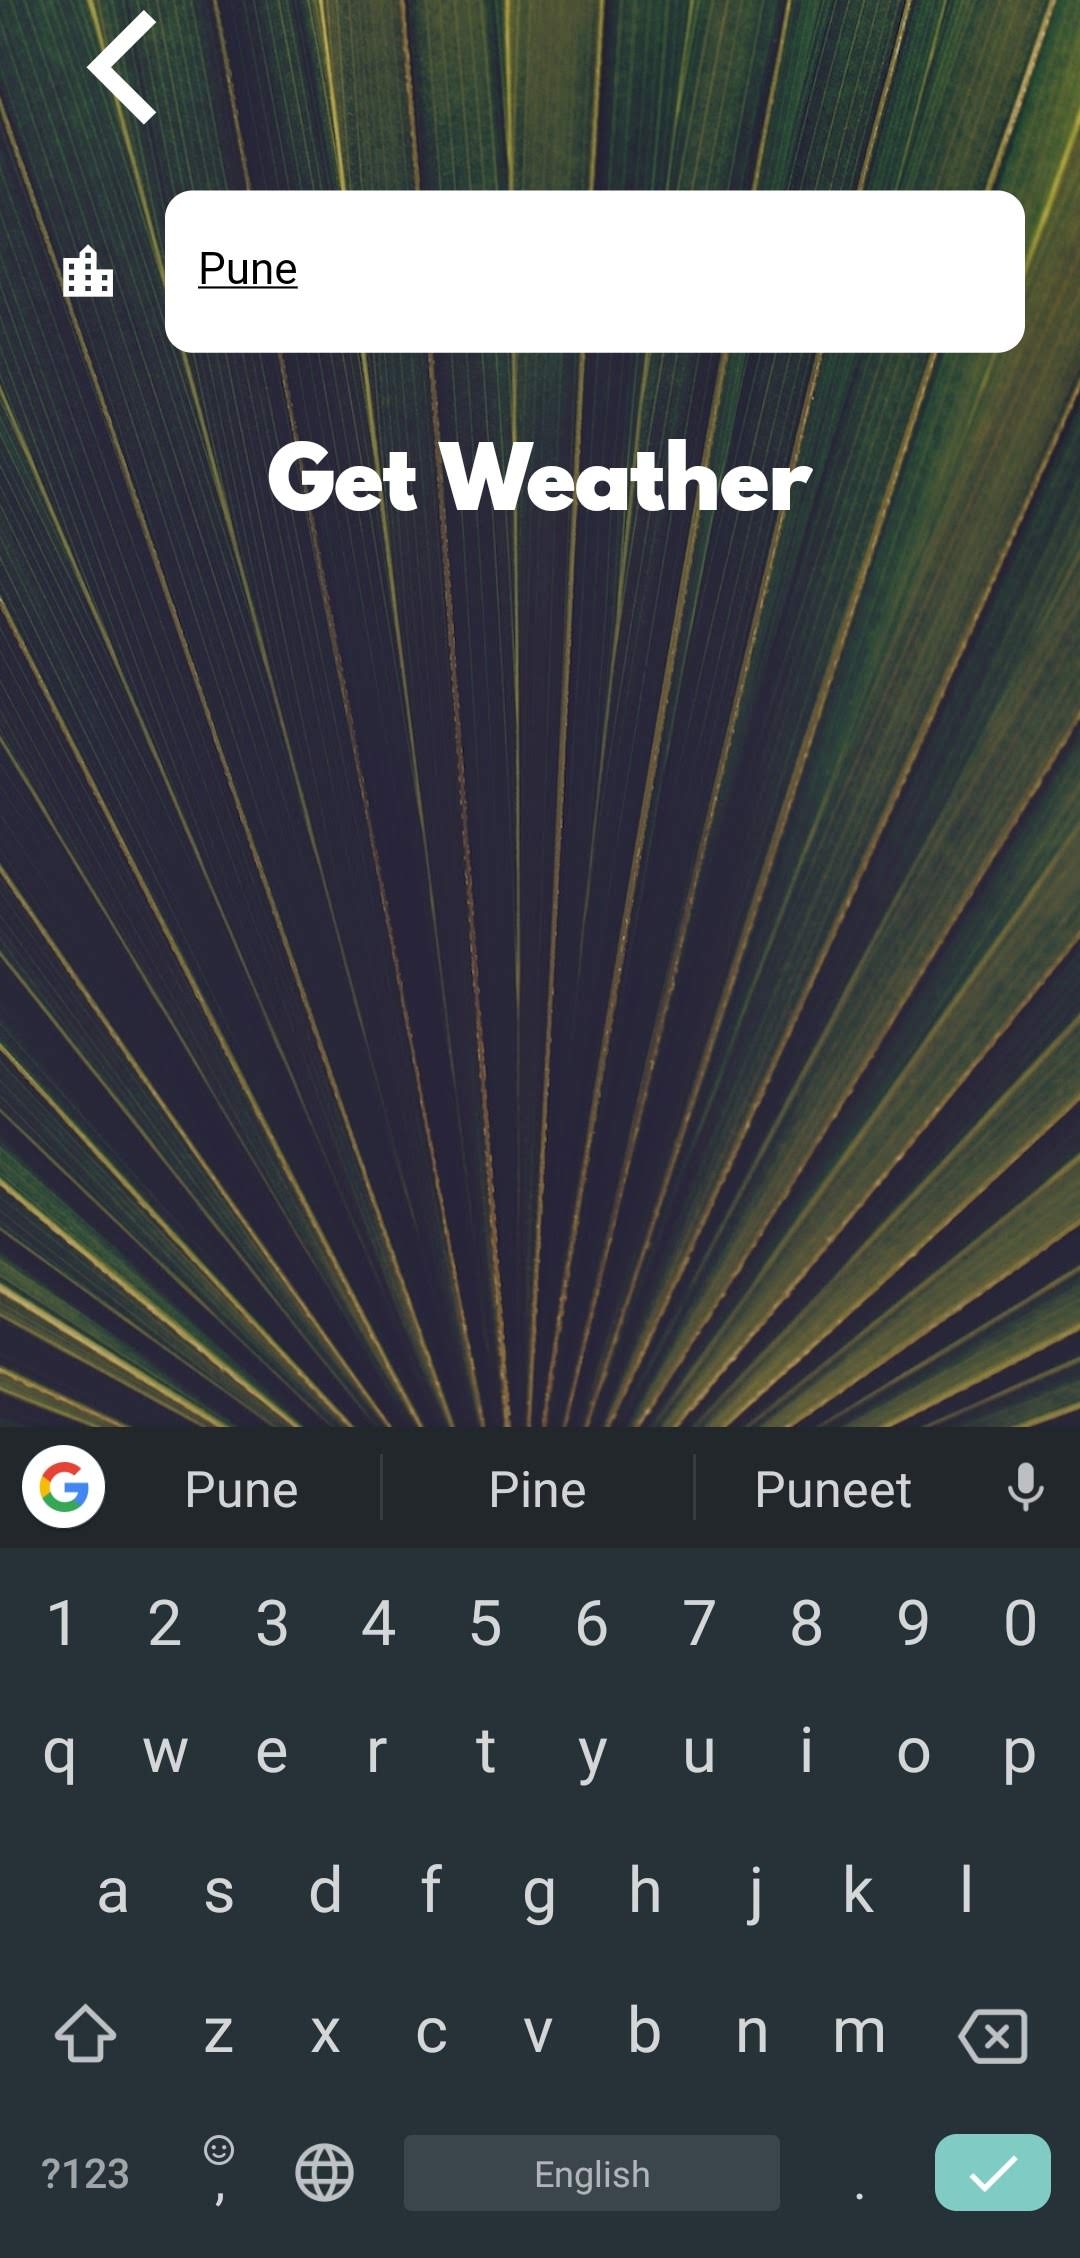 Pune
Get Weather
Pune Pine Puneet
1 2 3 4 5 6 7 8 9 0
q w e r t y u i o p
a s d f g h j k l
z x c v b n m
?123 , English .